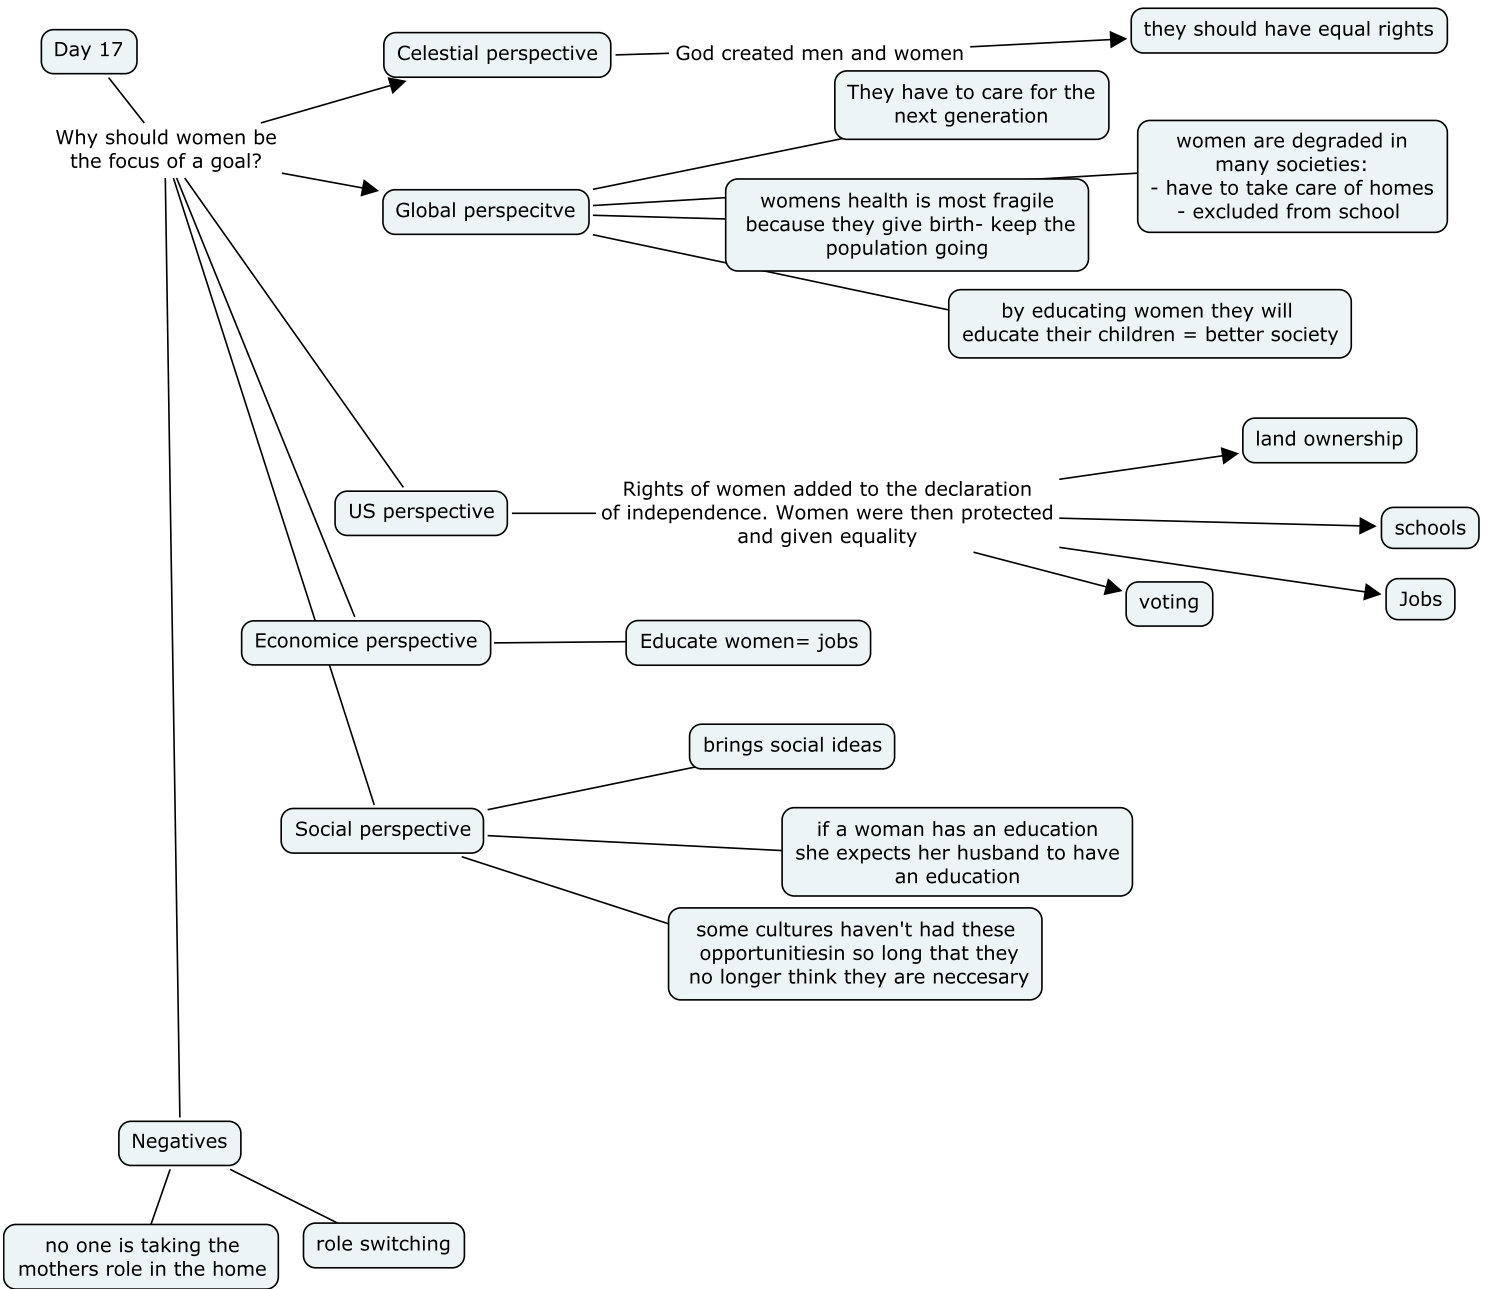 Day 17
Why should women be
the focus of a goal?
Celestial perspective
God created men and women
they should have equal rights
Global perspecitve
They have to care for the
next generation
women are degraded in
many societies:
- have to take care of homes
- excluded from school
womens health is most fragile
because they give birth- keep the
population going
by educating women they will
educate their children = better society
US perspective
Rights of women added to the declaration
of independence. Women were then protected
and given equality
land ownership
schools
Jobs
voting
Economice perspective
Educate women= jobs
Social perspective
brings social ideas
if a woman has an education
she expects her husband to have
an education
some cultures haven't had these
opportunitiesin so long that they
no longer think they are neccesary
Negatives
no one is taking the
mothers role in the home
role switching